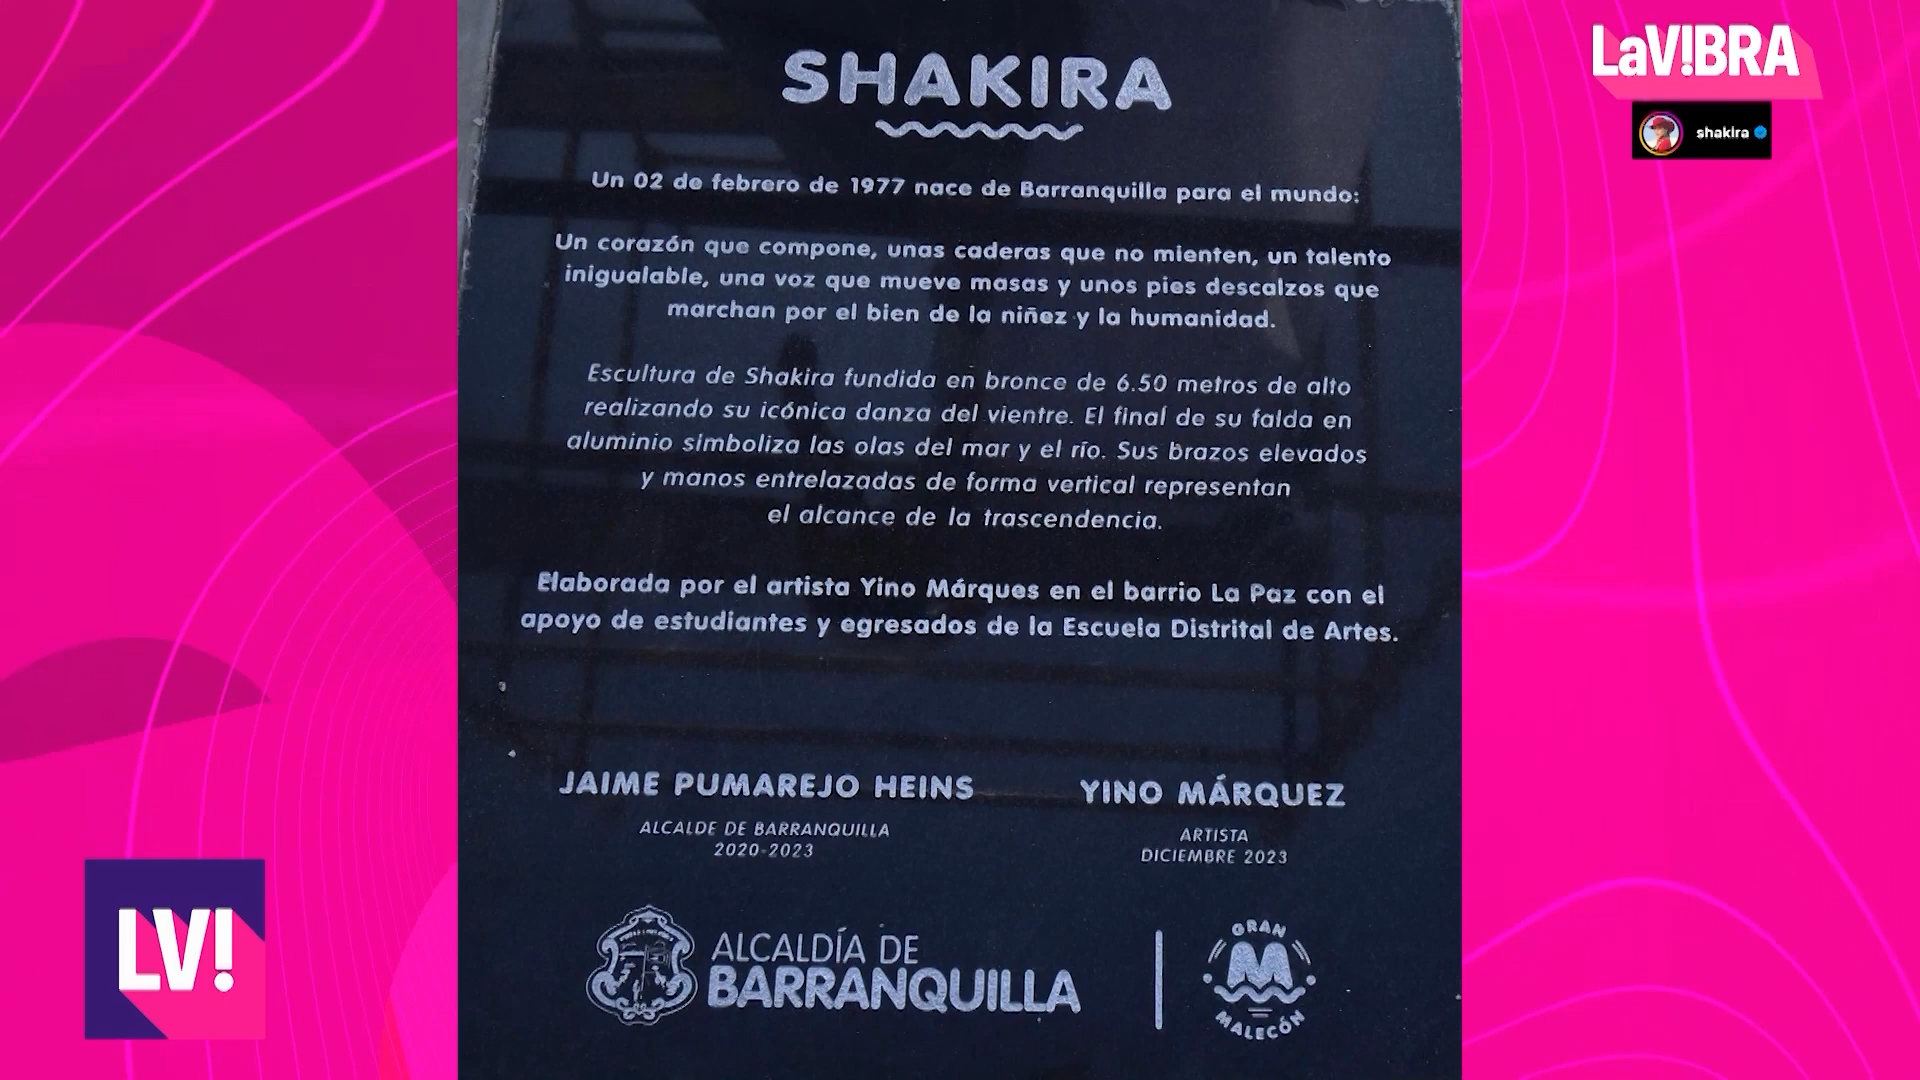 SHAKIRA
Un 02 de febrero de 1977 nace de Barranquilla para el mundo:
Un corazón que compone, unas caderas que no mienten, un talento
inigualable, una voz que mueve masas y unos pies descalzos que
marchan por el bien de la niñez y la humanidad.
Escultura de Shakira fundida en bronce de 6.50 metros de alto
realizando su icónica danza del vientre. El final de su falda en
aluminio simboliza las olas del mar y el río. Sus brazos elevados
y manos entrelazadas de forma vertical representan
el alcance de la trascendencia.
Elaborada por el artista Yino Márques en el barrio La Paz con el
apoyo de estudiantes y egresados de la Escuela Distrital de Artes.
JAIME PUMAREJO HEINS
ALCALDE DE BARRANQUILLA
2020-2023
YINO MÁRQUEZ
ARTISTA
DICIEMBRE 2023
ALCALDÍA DE
BARRANQUILLA
GRAN
M
MALECÓN
LaV!BRA
shakira
LV!